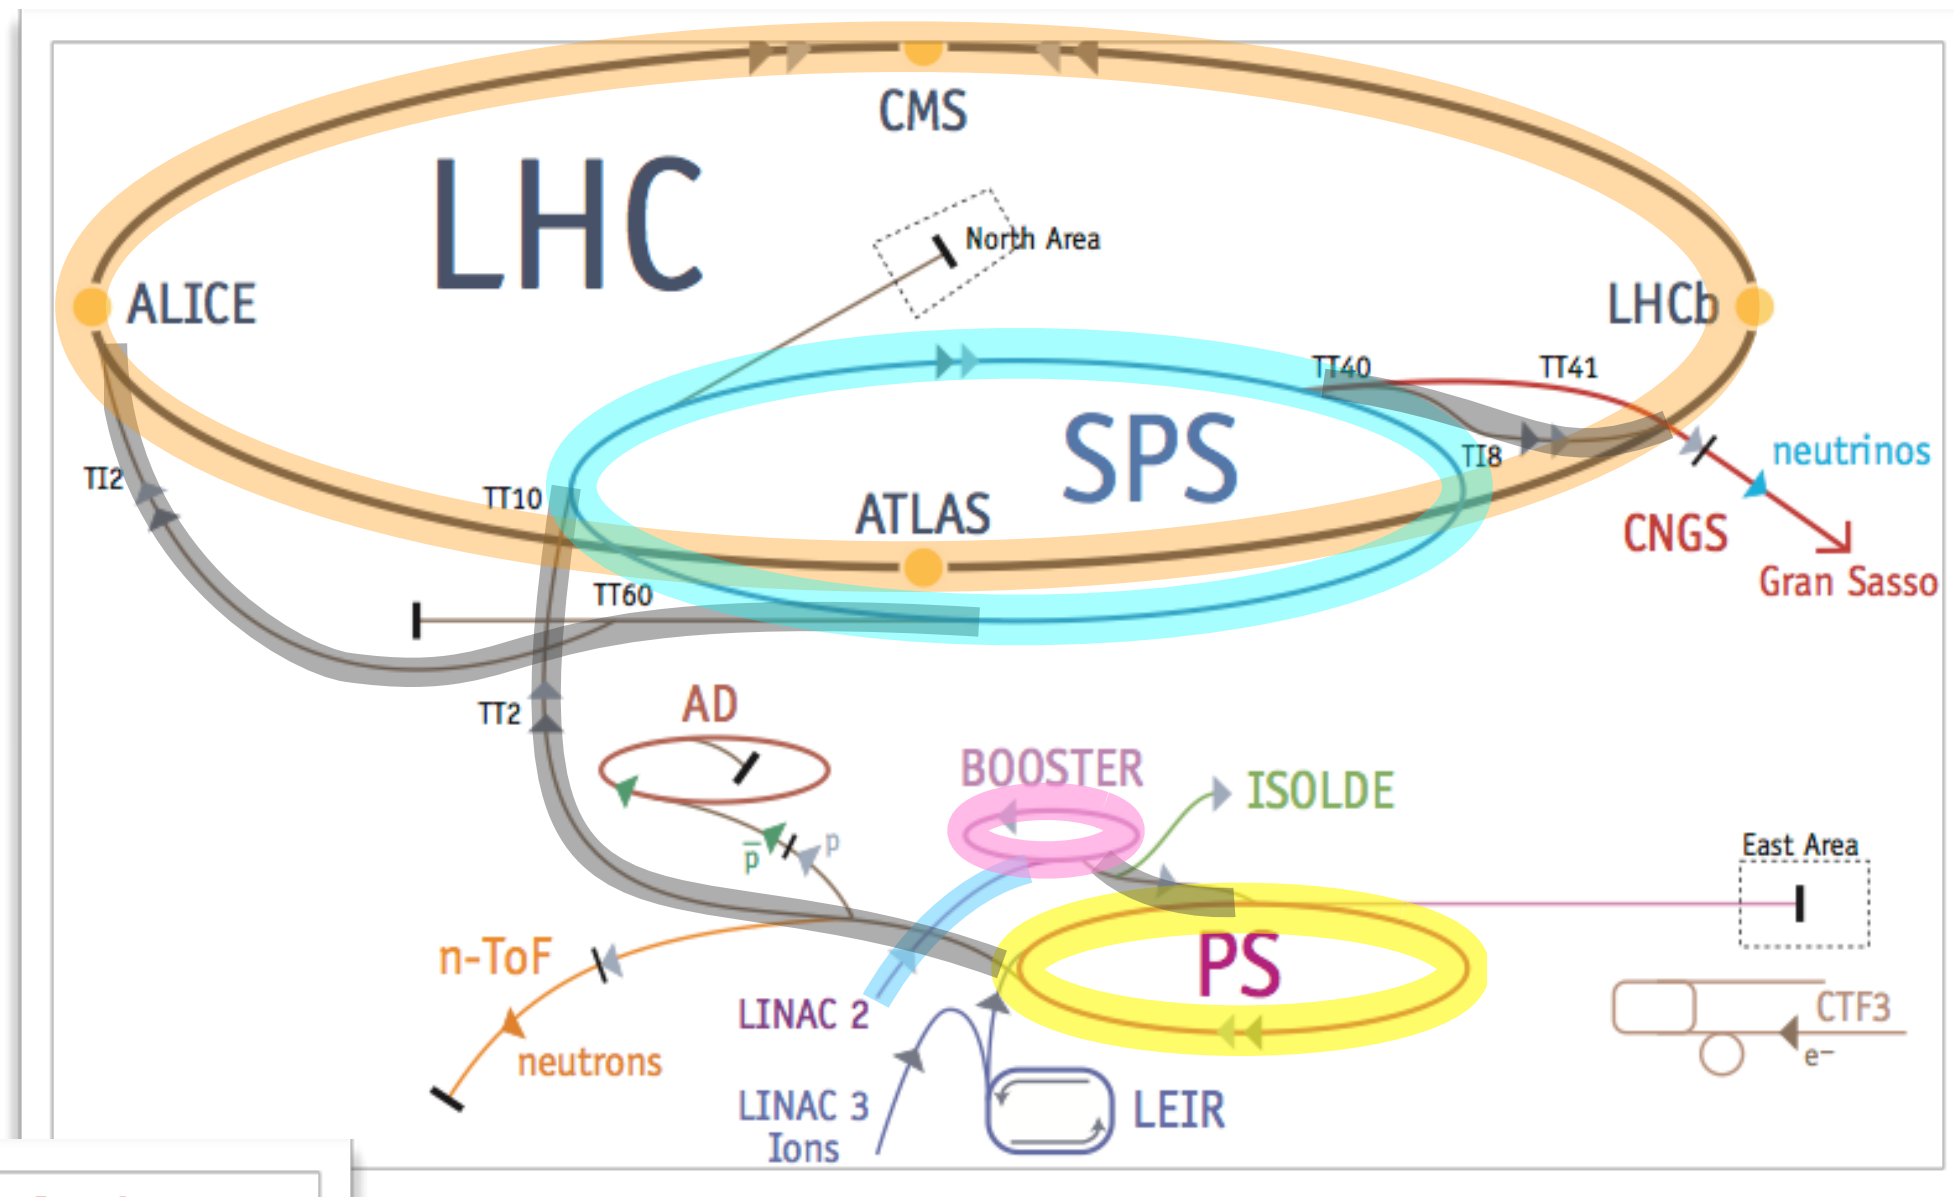 CMS
LHC
North Area
ALICE
LHCb
TT40
TT41
SPS
TI8
neutrinos
TI2
TT10
ATLAS
CNGS
Gran Sasso
TT60
AD
TT2
BOOSTER
ISOLDE
p̅
p
East Area
n-ToF
PS
LINAC 2
CTF3
neutrons
e−
LINAC 3
Ions
LEIR